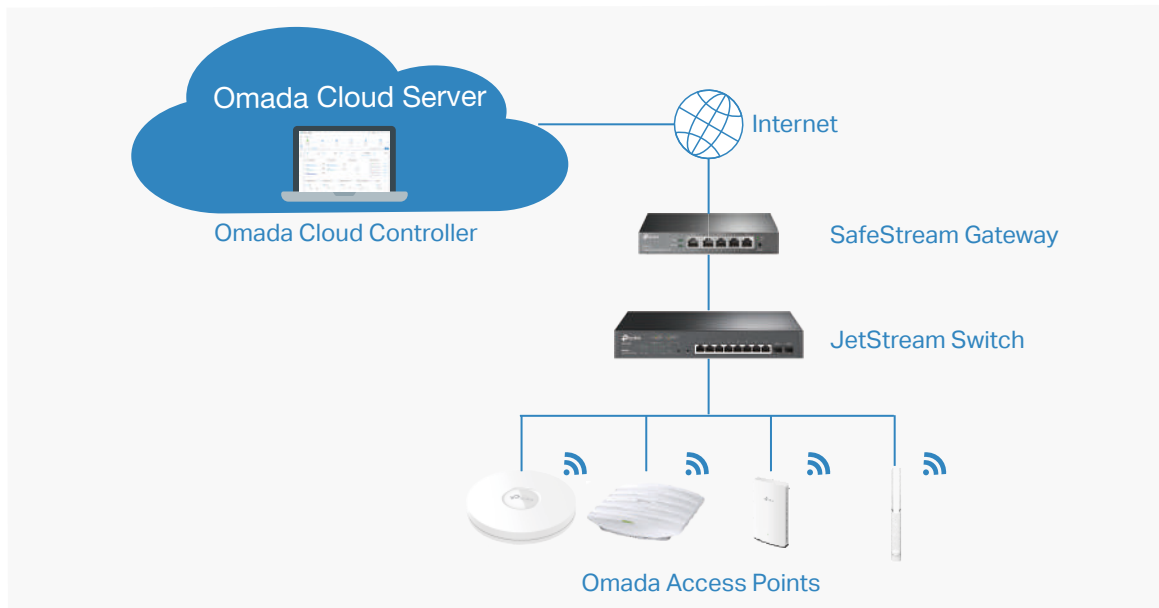 Omada Cloud Server
Internet
Omada Cloud Controller
SafeStream Gateway
JetStream Switch
Omada Access Points